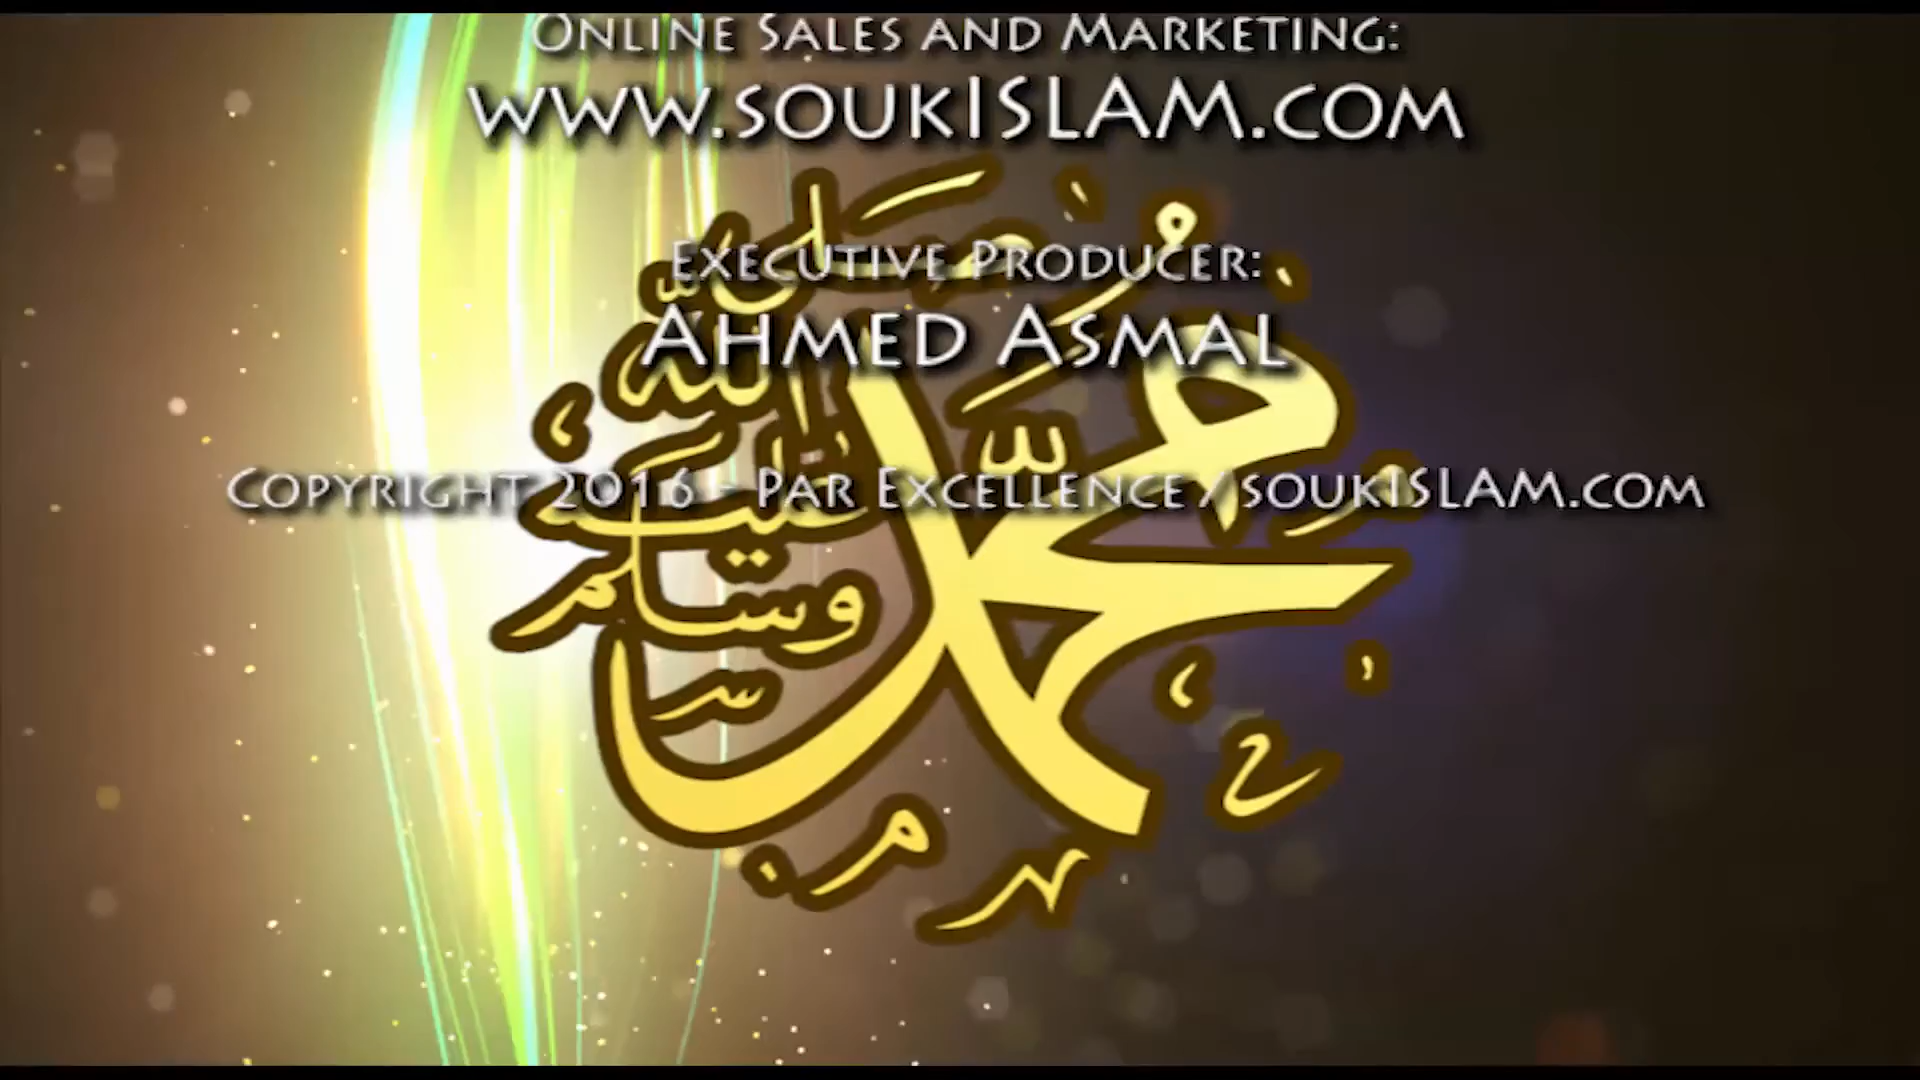 Online Sales and Marketing:
www.soukISLAM.com
Executive Producer:
Ahmed Asmal
Copyright 2016 - Par Excellence / soukISLAM.com
صلى
الله
عليه
وسلم
محمد